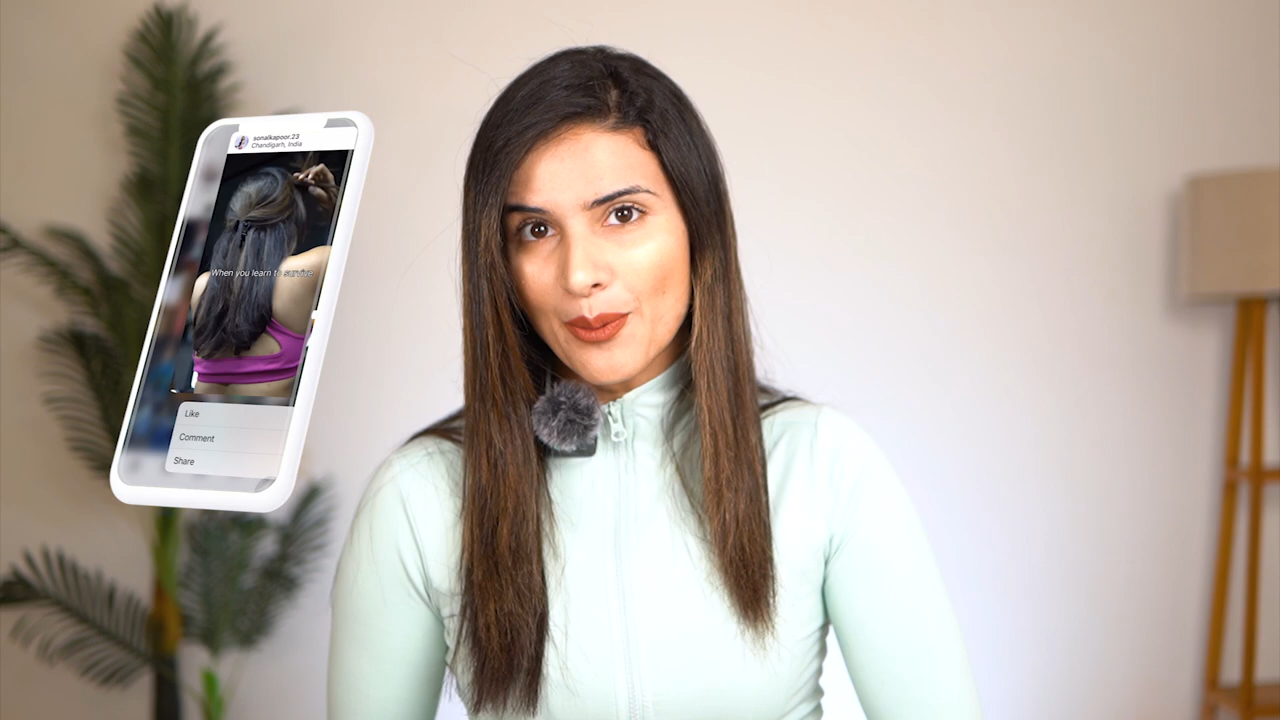 sonalkapoor.23
Chandigarh, India
When you learn to survive
Like
Comment
Share